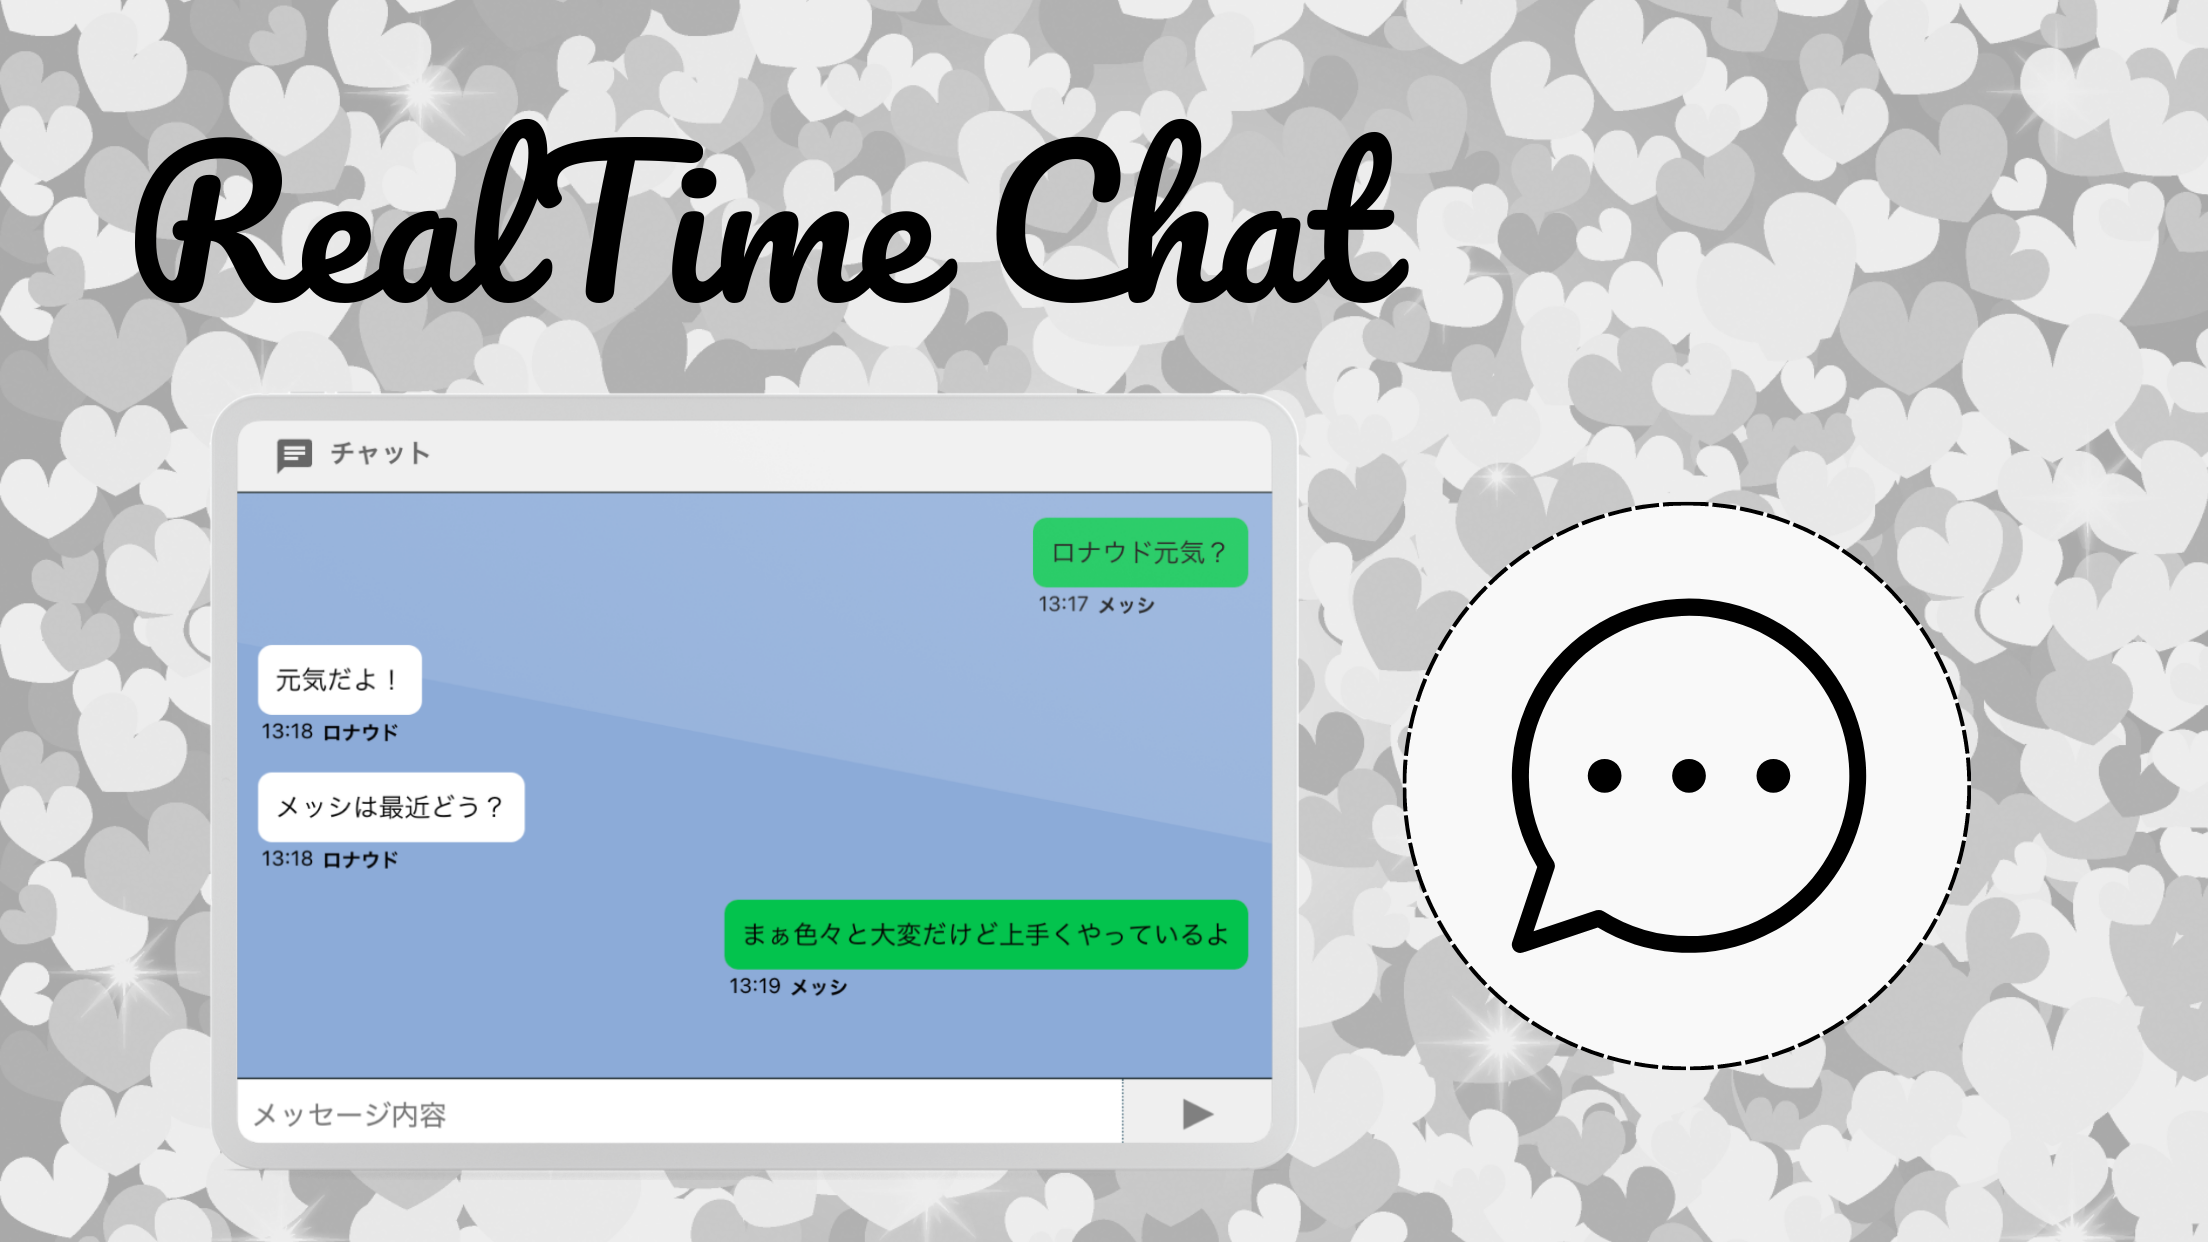 RealTime Chat
チャット
ロナウド元気？
13:17 メッシ
元気だよ！
13:18 ロナウド
メッシは最近どう？
13:18 ロナウド
まぁ色々と大変だけど上手くやっているよ
13:19 メッシ
メッセージ内容